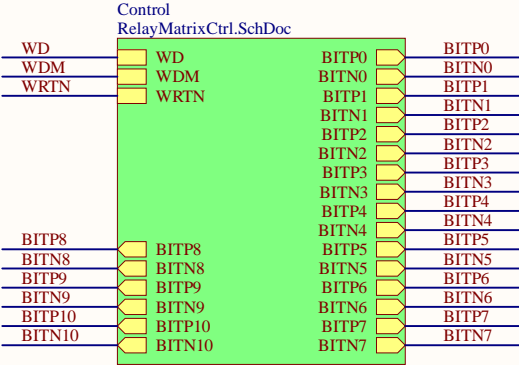 Control
RelayMatrixCtrl.SchDoc
WD WD BITP0 BITP0
WDM WDM BITN0 BITN0
WRTN WRTN BITP1 BITP1
BITN1 BITN1
BITP2 BITP2
BITN2 BITN2
BITP3 BITP3
BITN3 BITN3
BITP4 BITP4
BITN4 BITN4
BITP8 BITP8 BITP5 BITP5
BITN8 BITN8 BITN5 BITN5
BITP9 BITP9 BITP6 BITP6
BITN9 BITN9 BITN6 BITN6
BITP10 BITP10 BITP7 BITP7
BITN10 BITN10 BITN7 BITN7